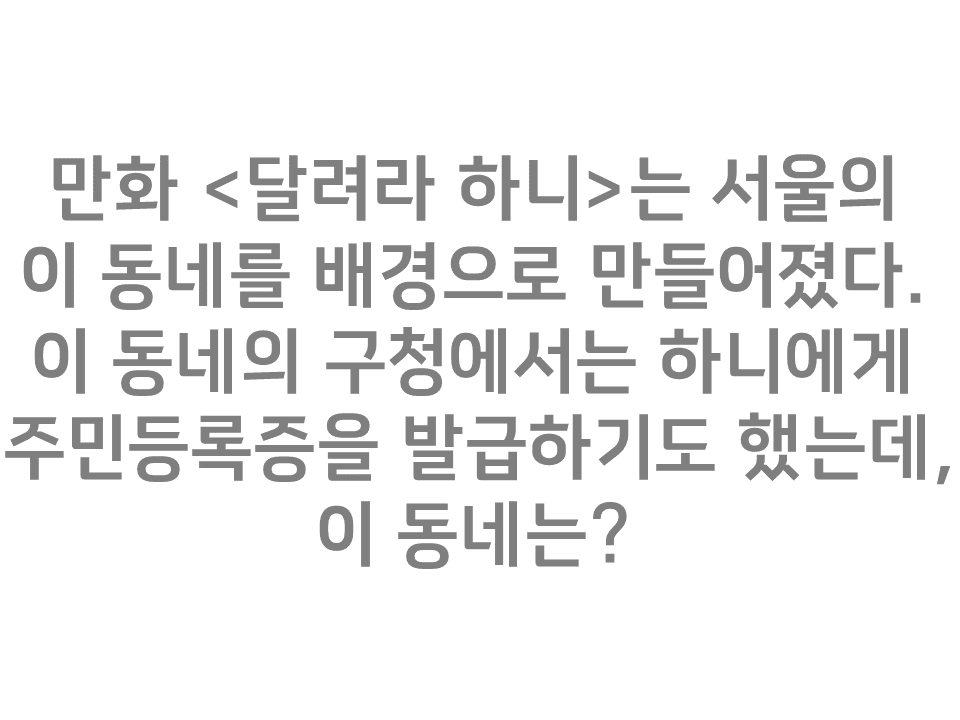 만화 <달려라 하니>는 서울의
이 동네를 배경으로 만들어졌다.
이 동네의 구청에서는 하니에게
주민등록증을 발급하기도 했는데,
이 동네는?